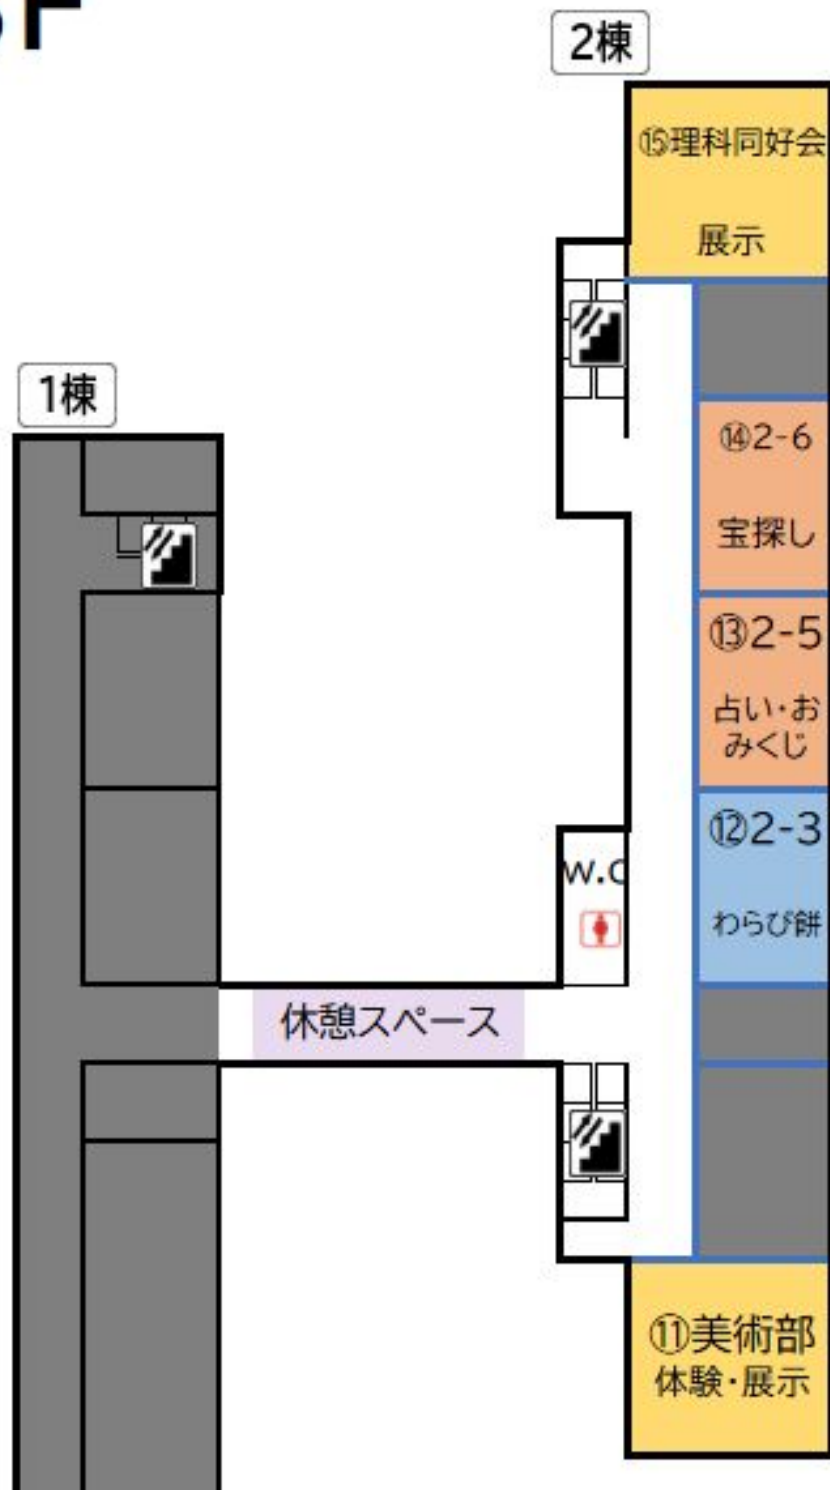 F
2棟
⑮理科同好会
展示
1棟
⑭2-6
宝探し
⑬2-5
占い・お
みくじ
⑫2-3
わらび餅
w.c
休憩スペース
⑪美術部
体験・展示